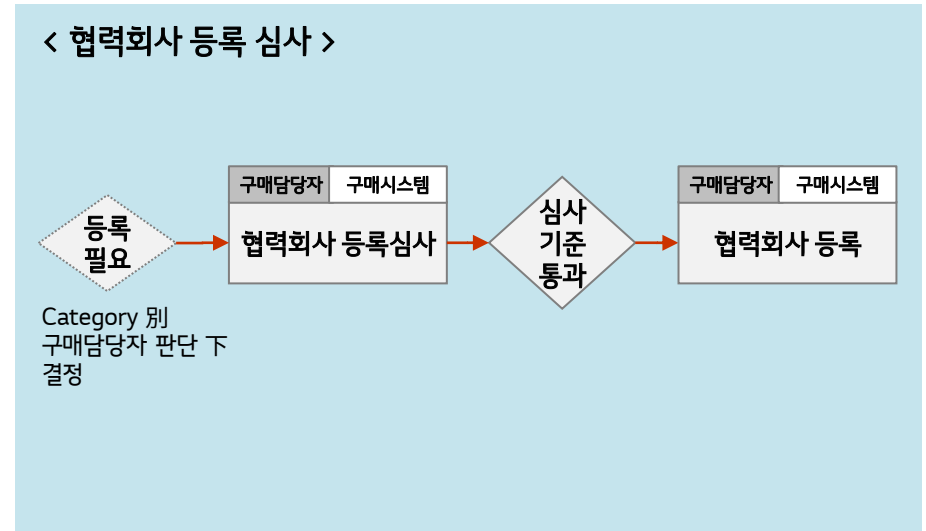 < 협력회사 등록 심사 >
등록
필요
Category 別
구매담당자 판단 下
결정
구매담당자 구매시스템
협력회사 등록심사
심사
기준
통과
구매담당자 구매시스템
협력회사 등록